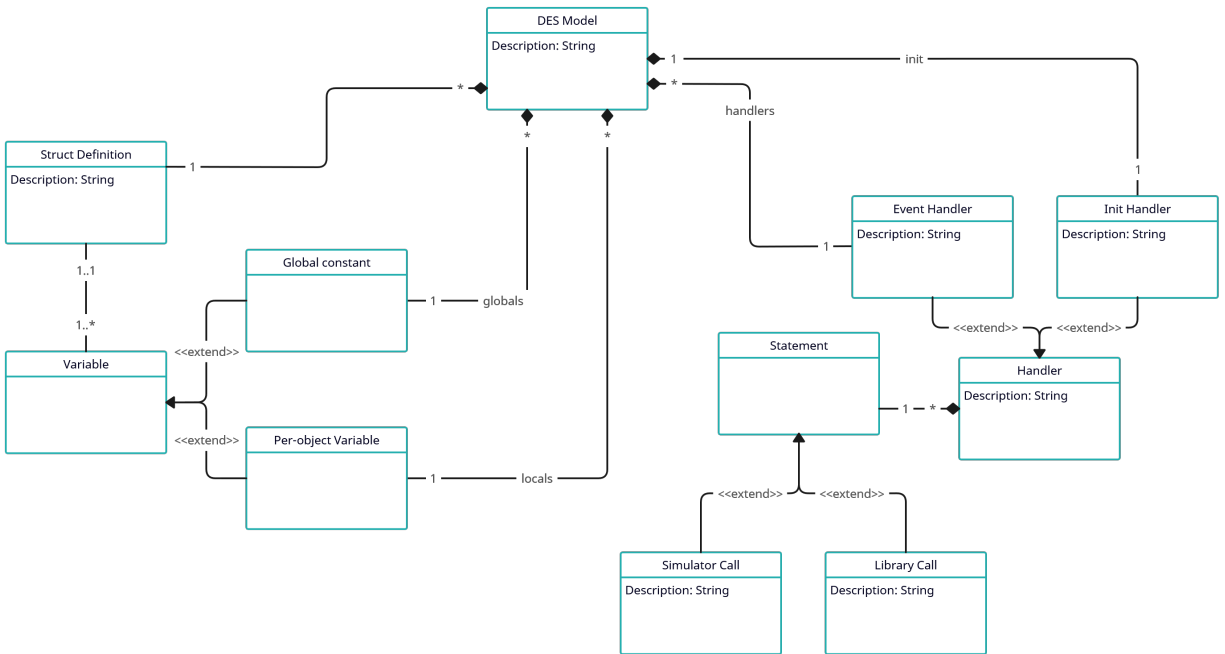 DES Model
Description: String
1
init
*
*
handlers
*
*
Struct Definition
1
1
Description: String
Event Handler
Init Handler
Description: String
Description: String
1
Global constant
1..1
1
globals
1..*
<<extend>>
<<extend>>
Statement
<<extend>>
Variable
Handler
Description: String
1
*
Per-object Variable
<<extend>>
1
locals
<<extend>>
<<extend>>
Simulator Call
Library Call
Description: String
Description: String